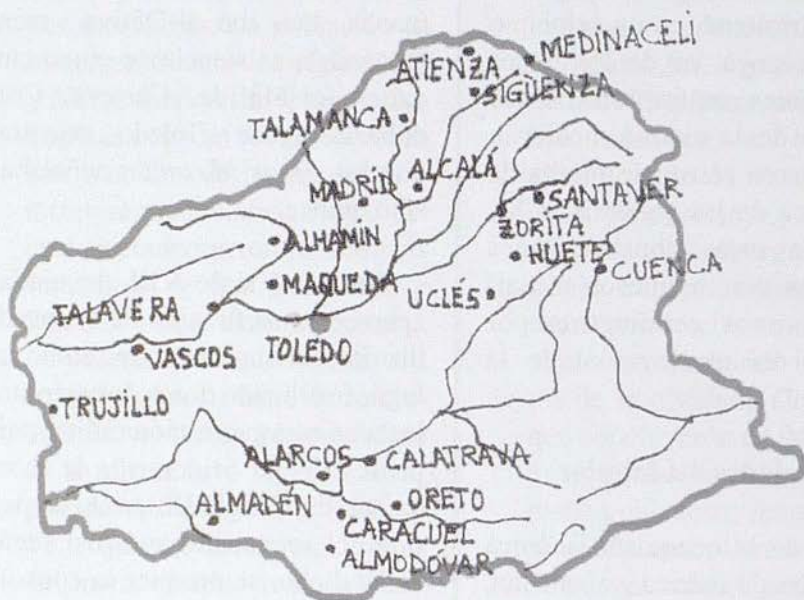 MEDINACELI
ATIENZA
SIGÜENZA
TALAMANCA
MADRID
ALCALA
SANTAVER
ZORITA
ALHAMIN
HUETE
CUENCA
MAQUEDA
TALAVERA
UCLÉS
TOLEDO
VASCOS
TRUJILLO
ALARCOS
CALATRAVA
ALMADÉN
ORETO
CARACUEL
ALMODÓVAR